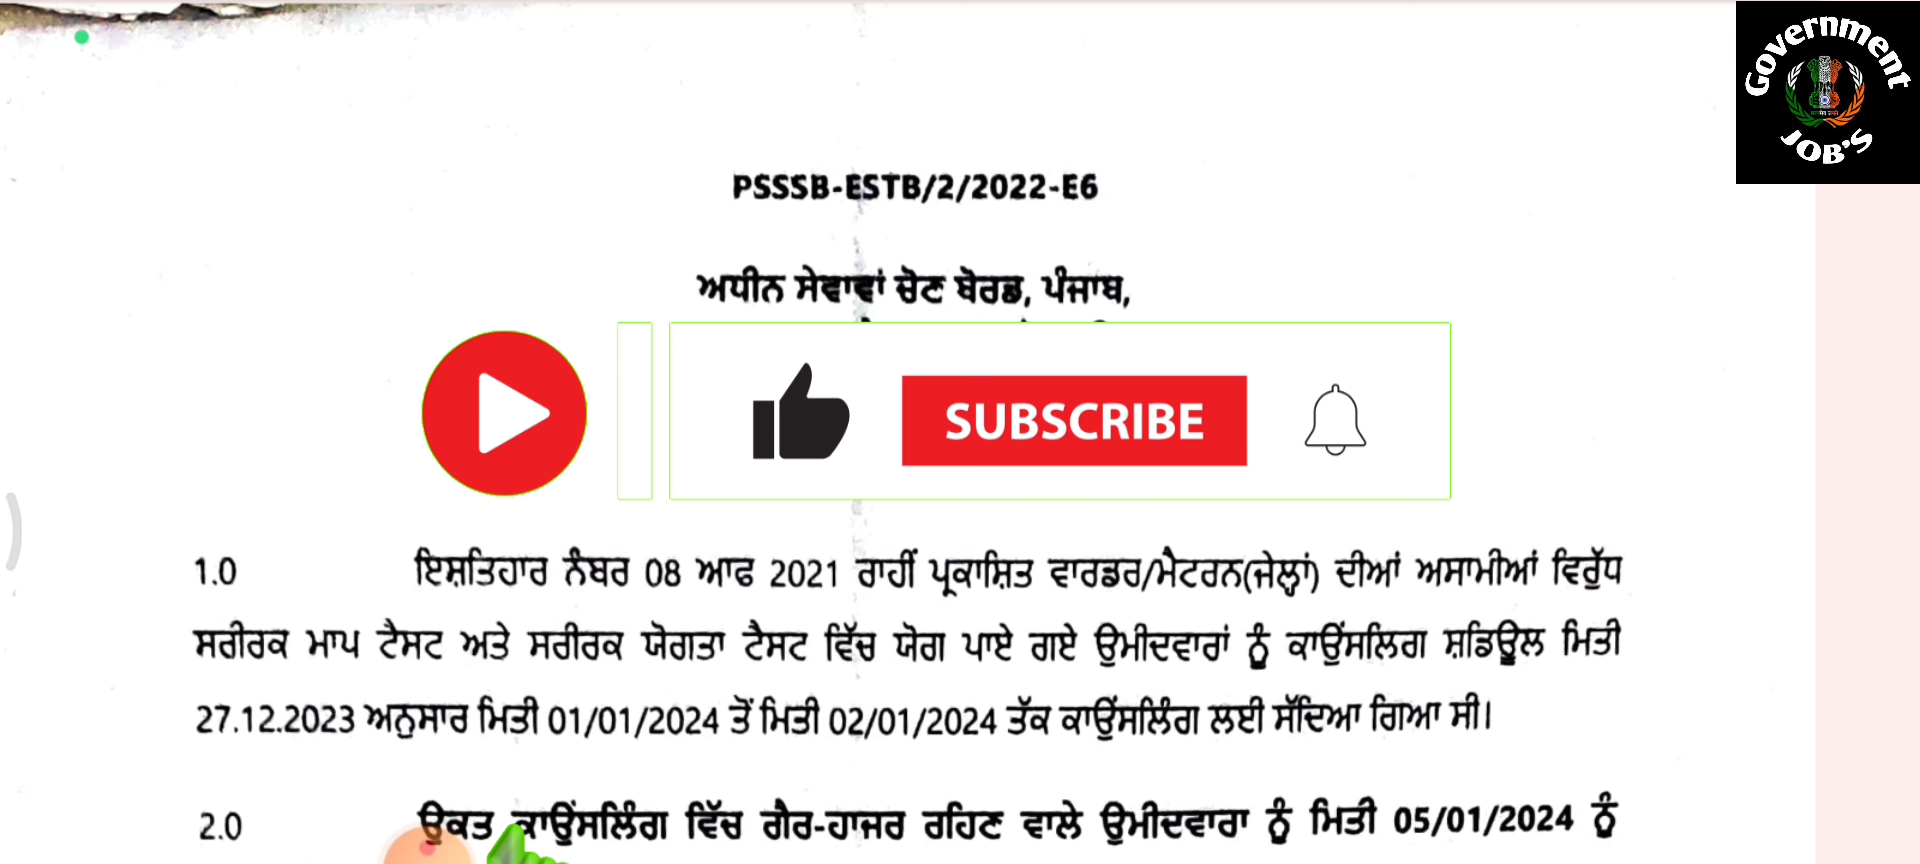 Government
JOB'S
PSSSB-ESTB/2/2022-E6
ਅਧੀਨ ਸੇਵਾਵਾਂ ਚੋਣ ਬੋਰਡ, ਪੰਜਾਬ,
SUBSCRIBE
1.0 ਇਸ਼ਤਿਹਾਰ ਨੰਬਰ 08 ਆਫ 2021 ਰਾਹੀਂ ਪ੍ਰਕਾਸ਼ਿਤ ਵਾਰਡਰ/ਮੈਟਰਨ(ਜੇਲ੍ਹਾਂ) ਦੀਆਂ ਅਸਾਮੀਆਂ ਵਿਰੁੱਧ
ਸਰੀਰਕ ਮਾਪ ਟੈਸਟ ਅਤੇ ਸਰੀਰਕ ਯੋਗਤਾ ਟੈਸਟ ਵਿੱਚ ਯੋਗ ਪਾਏ ਗਏ ਉਮੀਦਵਾਰਾਂ ਨੂੰ ਕਾਉਂਸਲਿਗ ਸ਼ਡਿਊਲ ਮਿਤੀ
27.12.2023 ਅਨੁਸਾਰ ਮਿਤੀ 01/01/2024 ਤੋਂ ਮਿਤੀ 02/01/2024 ਤੱਕ ਕਾਉਂਸਲਿੰਗ ਲਈ ਸੱਦਿਆ ਗਿਆ ਸੀ।
2.0 ਉਕਤ ਕਾਉਂਸਲਿੰਗ ਵਿੱਚ ਗੈਰ-ਹਾਜਰ ਰਹਿਣ ਵਾਲੇ ਉਮੀਦਵਾਰਾ ਨੂੰ ਮਿਤੀ 05/01/2024 ਨੂੰ